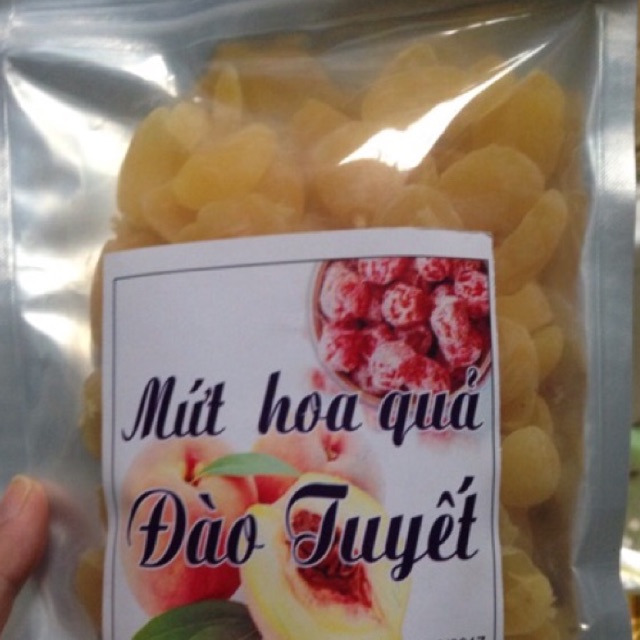 Mứt hoa quả
Đào Tuyết